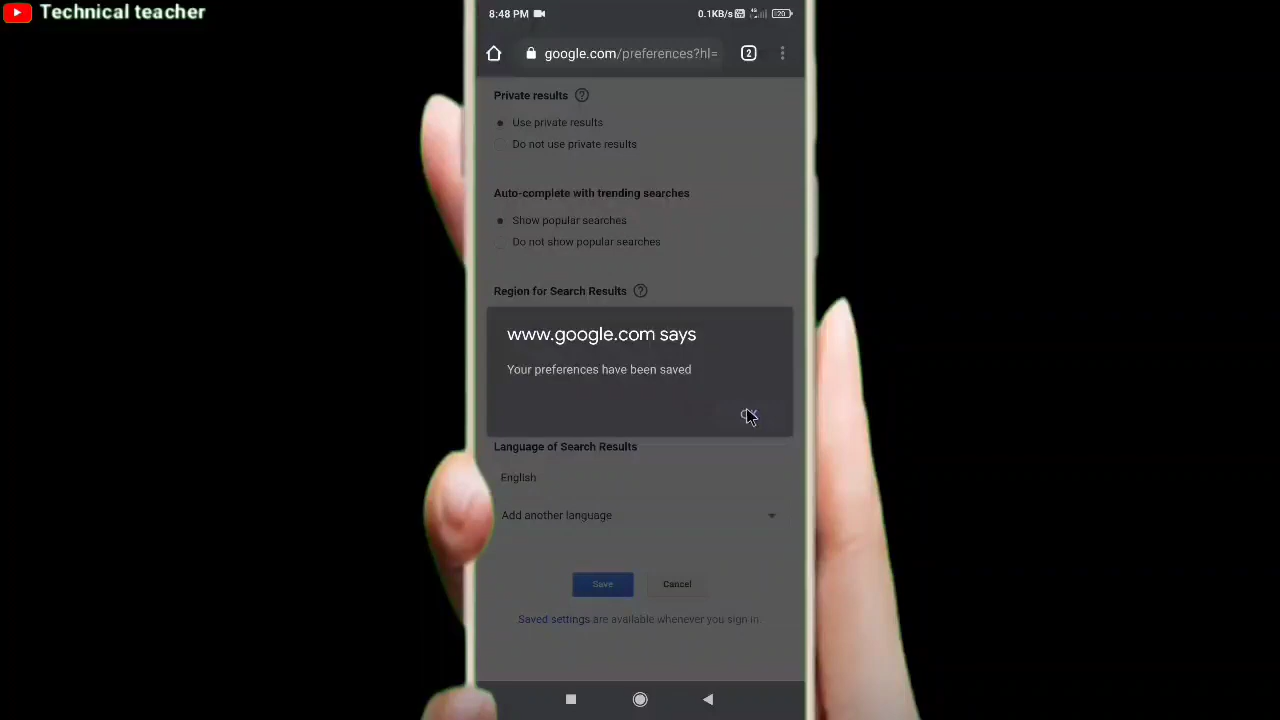 Technical teacher
8:48 PM
0.1KB/s
google.com/preferences?hl=
2
Private results
Use private results
Do not use private results
Auto-complete with trending searches
Show popular searches
Do not show popular searches
Region for Search Results
www.google.com says
Your preferences have been saved
Language of Search Results
English
Add another language
Save Cancel
Saved settings are available whenever you sign in.